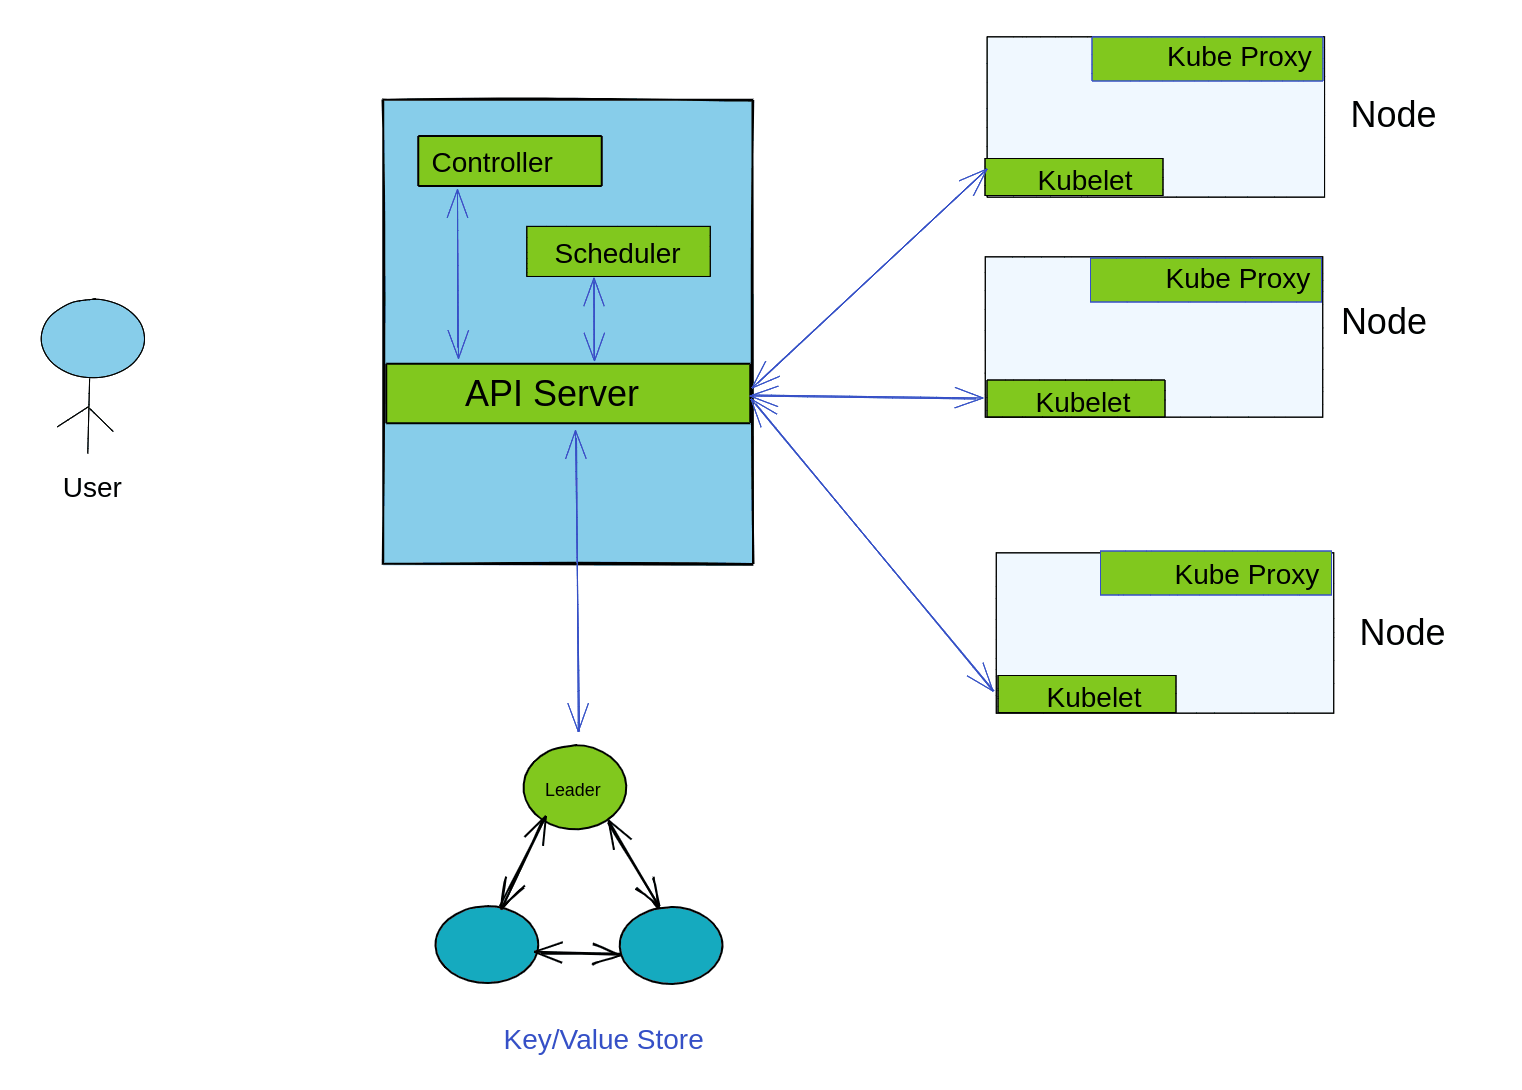 User
Controller
Scheduler
API Server
Kube Proxy
Node
Kubelet
Kube Proxy
Node
Kubelet
Kube Proxy
Node
Kubelet
Leader
Key/Value Store